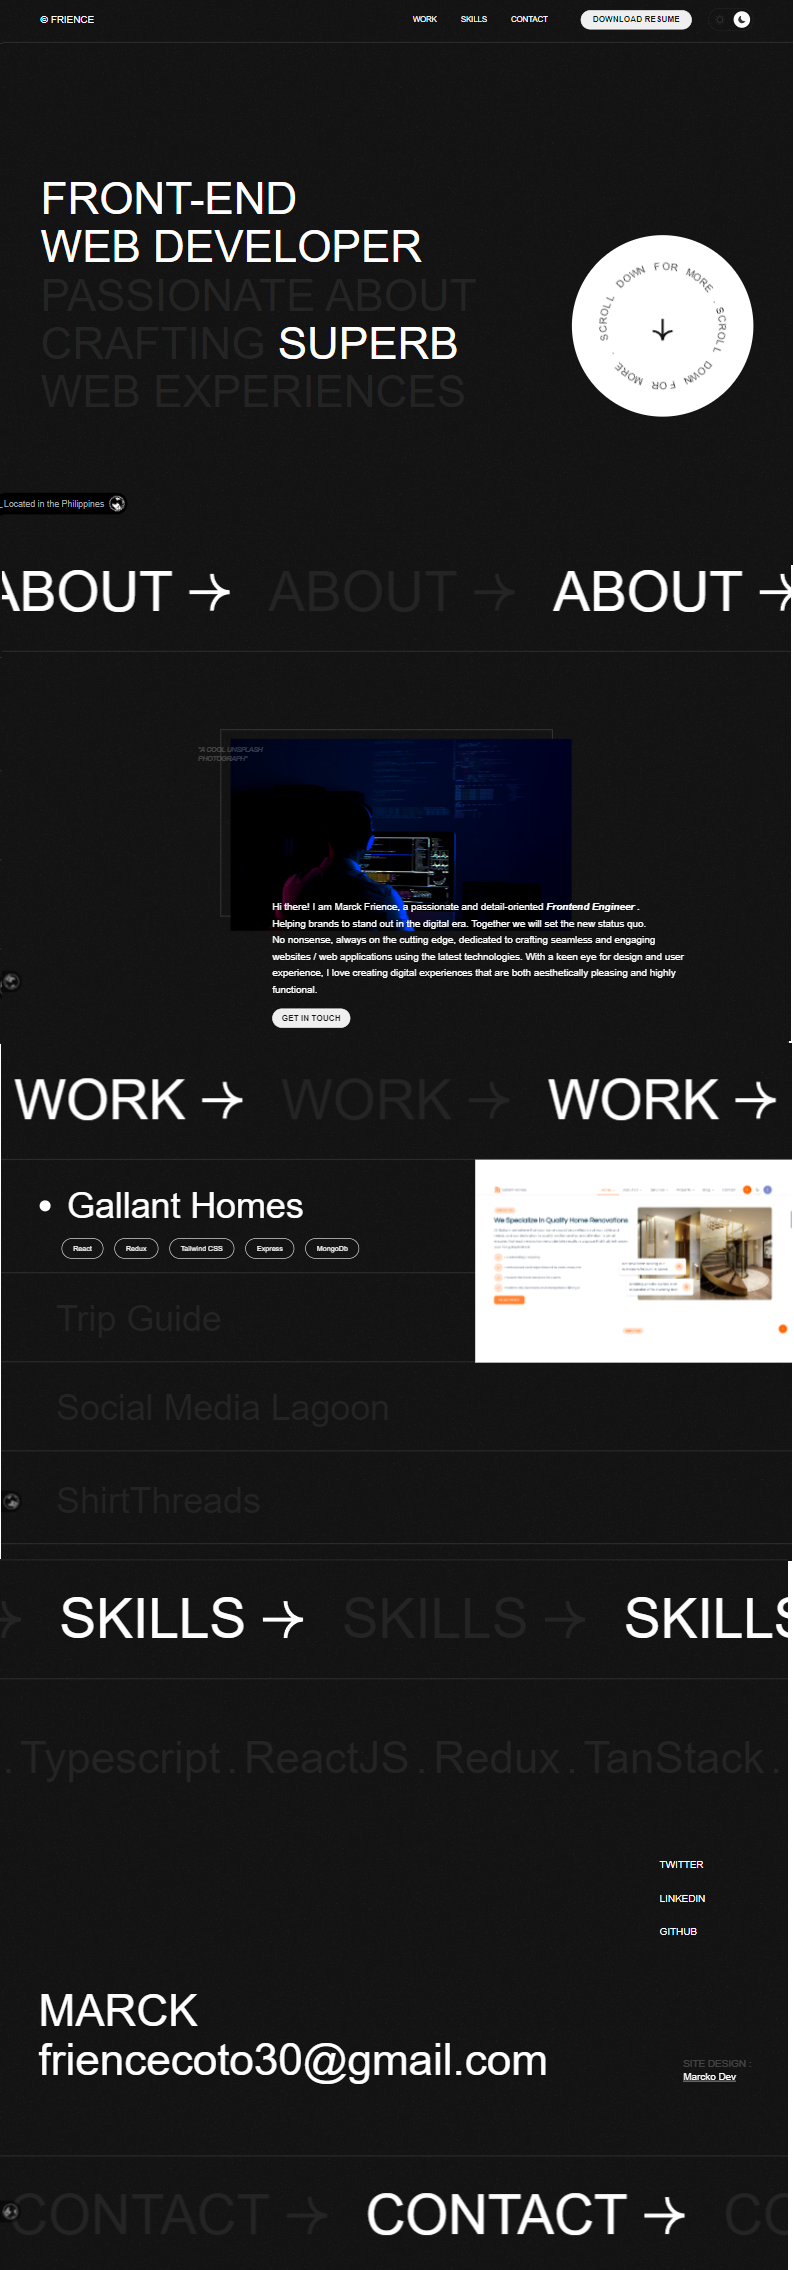 © FRIENCE
WORK SKILLS CONTACT DOWNLOAD RESUME
FRONT-END
WEB DEVELOPER
PASSIONATE ABOUT
CRAFTING SUPERB
WEB EXPERIENCES
SCROLL DOWN FOR MORE . SCROLL DOWN FOR MORE .
Located in the Philippines
ABOUT → ABOUT → ABOUT →
"A COOL UNSPLASH
PHOTOGRAPH"
Hi there! I am Marck Frience, a passionate and detail-oriented Frontend Engineer .
Helping brands to stand out in the digital era. Together we will set the new status quo.
No nonsense, always on the cutting edge, dedicated to crafting seamless and engaging
websites / web applications using the latest technologies. With a keen eye for design and user
experience, I love creating digital experiences that are both aesthetically pleasing and highly
functional.
GET IN TOUCH
WORK → WORK → WORK →
• Gallant Homes
React Redux Tailwind CSS Express MongoDb
We Specialize In Quality Home Renovations
Trip Guide
Social Media Lagoon
ShirtThreads
→ SKILLS → SKILLS → SKILLS
. Typescript . ReactJS . Redux . TanStack .
TWITTER
LINKEDIN
GITHUB
MARCK
friencecoto30@gmail.com
SITE DESIGN :
Marcko Dev
CONTACT → CONTACT → CO